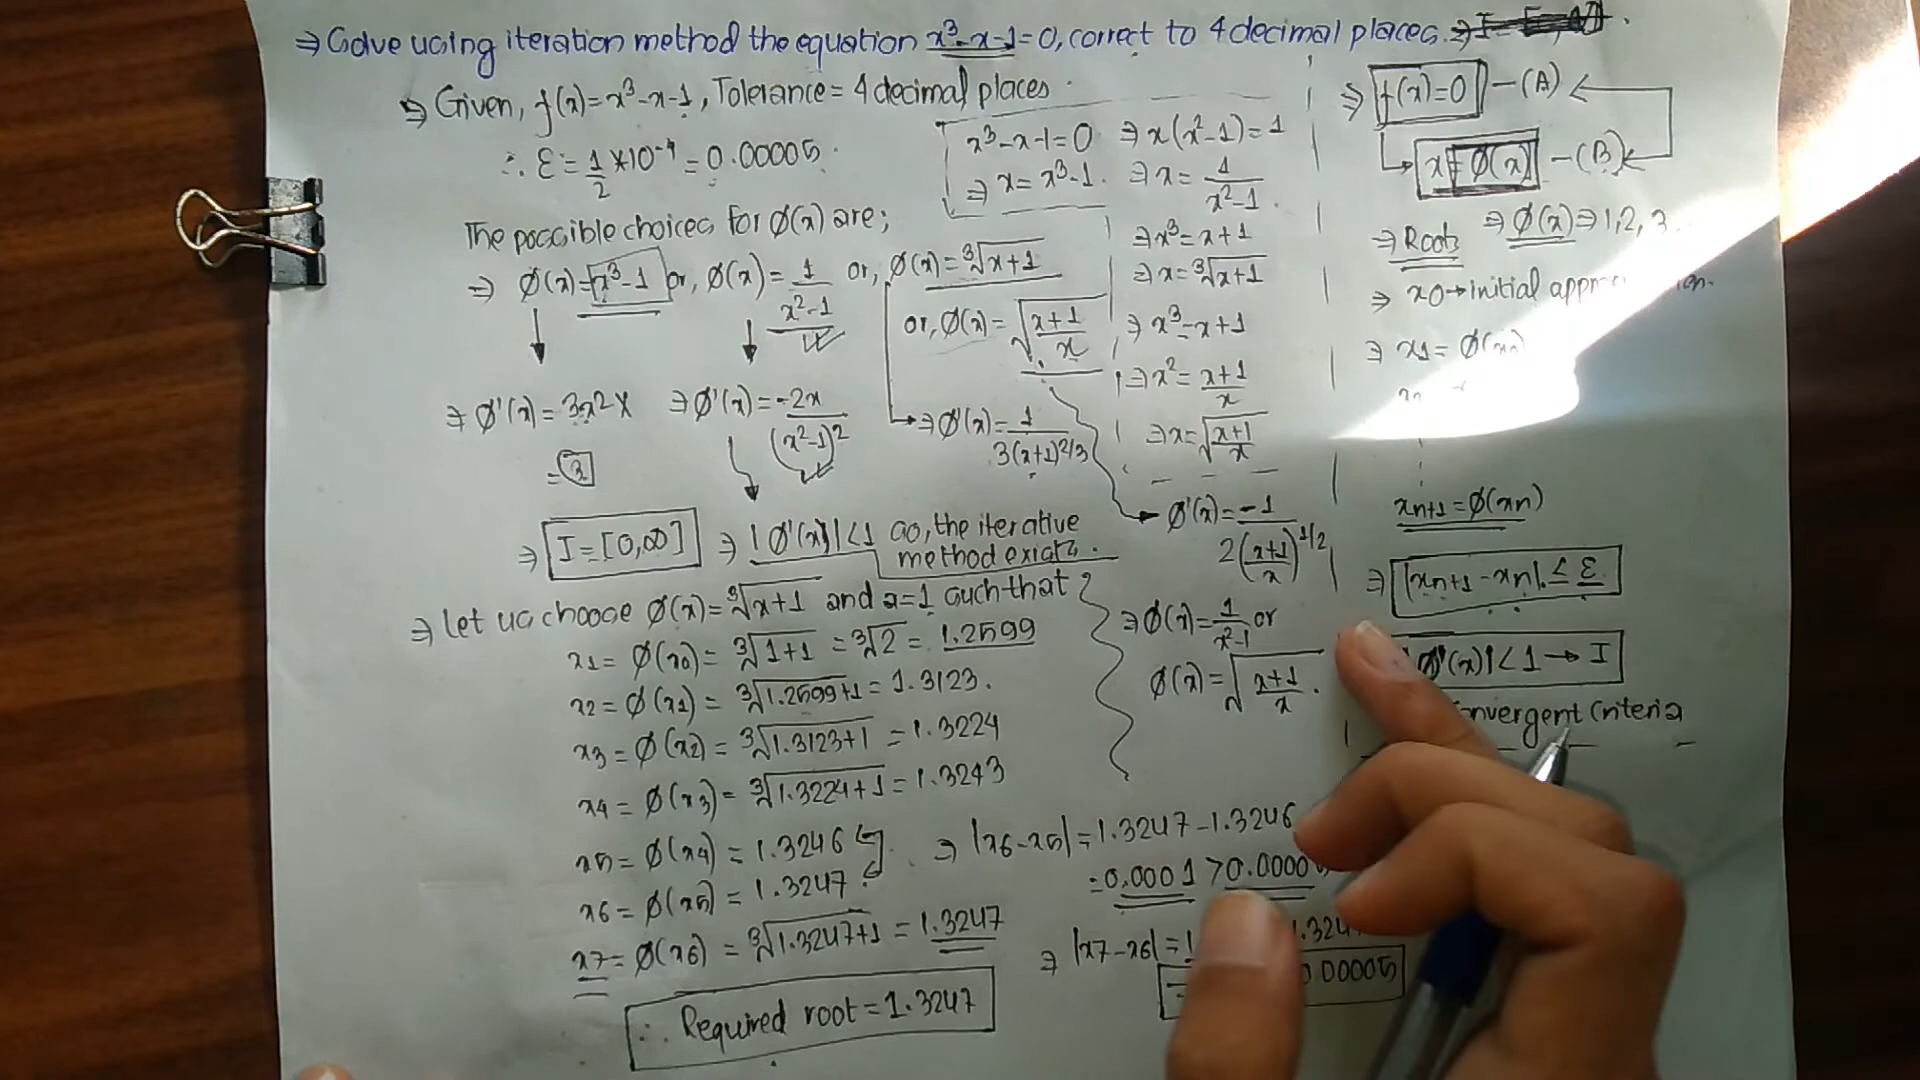 ⇒ Solve using iteration method the equation x³-x-1=0, correct to 4 decimal places. ⇒
⇒ Given, f(x)=x³-x-1, Tolerance = 4 decimal places.
∴ ε = 1/2 *10⁻⁴ = 0.00005.
The possible choices for φ(x) are;
⇒ φ(x)=x³-1 or, φ(x)=1/(x²-1) or, φ(x)=∛(x+1)
or, φ(x)=√((x+1)/x)
⇒ φ'(x)=3x² X ⇒ φ'(x)=-2x/(x²-1)² ⇒ φ'(x)=1/(3(x+1)^2/3)
=3
φ'(x)=-1/(2((x+1)/x)^1/2)
⇒ I=[0,∞] ⇒ |φ'(x)|<1 so, the iterative
method exists.
⇒ Let us choose φ(x)=∛(x+1) and a=1 such that
x1 = φ(x0) = ∛(1+1) = ∛2 = 1.2599
x2 = φ(x1) = ∛(1.2599+1) = 1.3123.
x3 = φ(x2) = ∛(1.3123+1) = 1.3224
x4 = φ(x3) = ∛(1.3224+1) = 1.3243
x5 = φ(x4) = 1.3246
x6 = φ(x5) = 1.3247
x7 = φ(x6) = ∛(1.3247+1) = 1.3247
∴ Required root = 1.3247
x³-x-1=0 ⇒ x(x²-1)=1
⇒ x=x³-1. ⇒ x=1/(x²-1).
⇒ x³=x+1
⇒ x=∛(x+1)
⇒ x³=x+1
⇒ x²=(x+1)/x
⇒ x=√((x+1)/x)
⇒ φ(x)=1/(x²-1) or
φ(x)=√((x+1)/x).
⇒ |x6-x5| = 1.3247-1.3246
=0.0001 > 0.0000
⇒ |x7-x6| =
0.00005
⇒ f(x)=0 -(A)
x=φ(x) -(B)
⇒ Roots ⇒ φ(x) ⇒ 1,2,3
⇒ x0→initial
⇒ x1=
xn+1=φ(xn)
⇒ |xn+1-xn| ≤ ε
|φ'(x)|<1 → I
Criteria